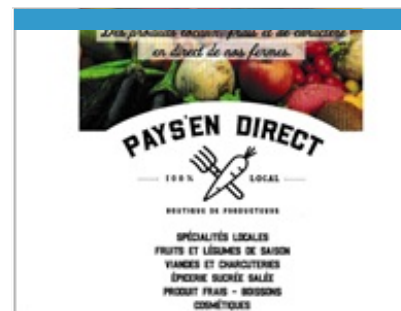 Des produits locaux, frais et de caractère
en direct de nos fermes.
PAYS'EN DIRECT
100% LOCAL
BOUTIQUE DE PRODUCTEURS
SPÉCIALITÉS LOCALES
FRUITS ET LÉGUMES DE SAISON
VIANDES ET CHARCUTERIES
ÉPICERIE SUCRÉE SALÉE
PRODUIT FRAIS - BOISSONS
COSMÉTIQUES